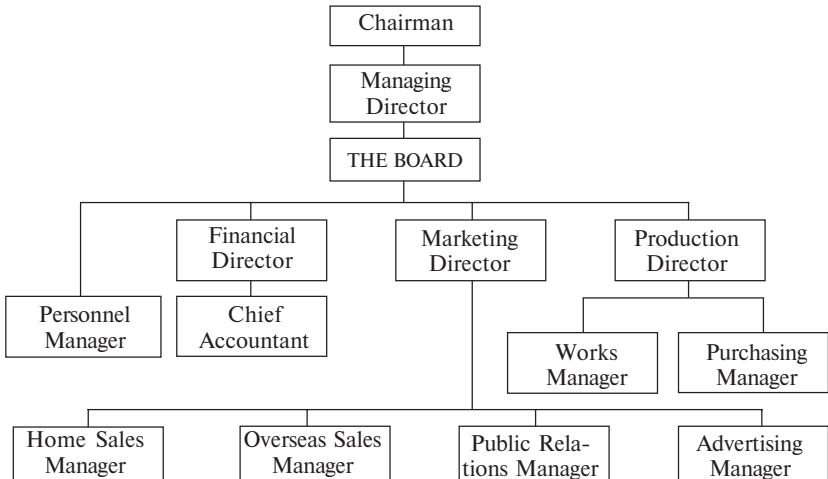 Chairman
Managing
Director
THE BOARD
Financial
Director
Marketing
Director
Production
Director
Personnel
Manager
Chief
Accountant
Works
Manager
Purchasing
Manager
Home Sales
Manager
Overseas Sales
Manager
Public Rela-
tions Manager
Advertising
Manager